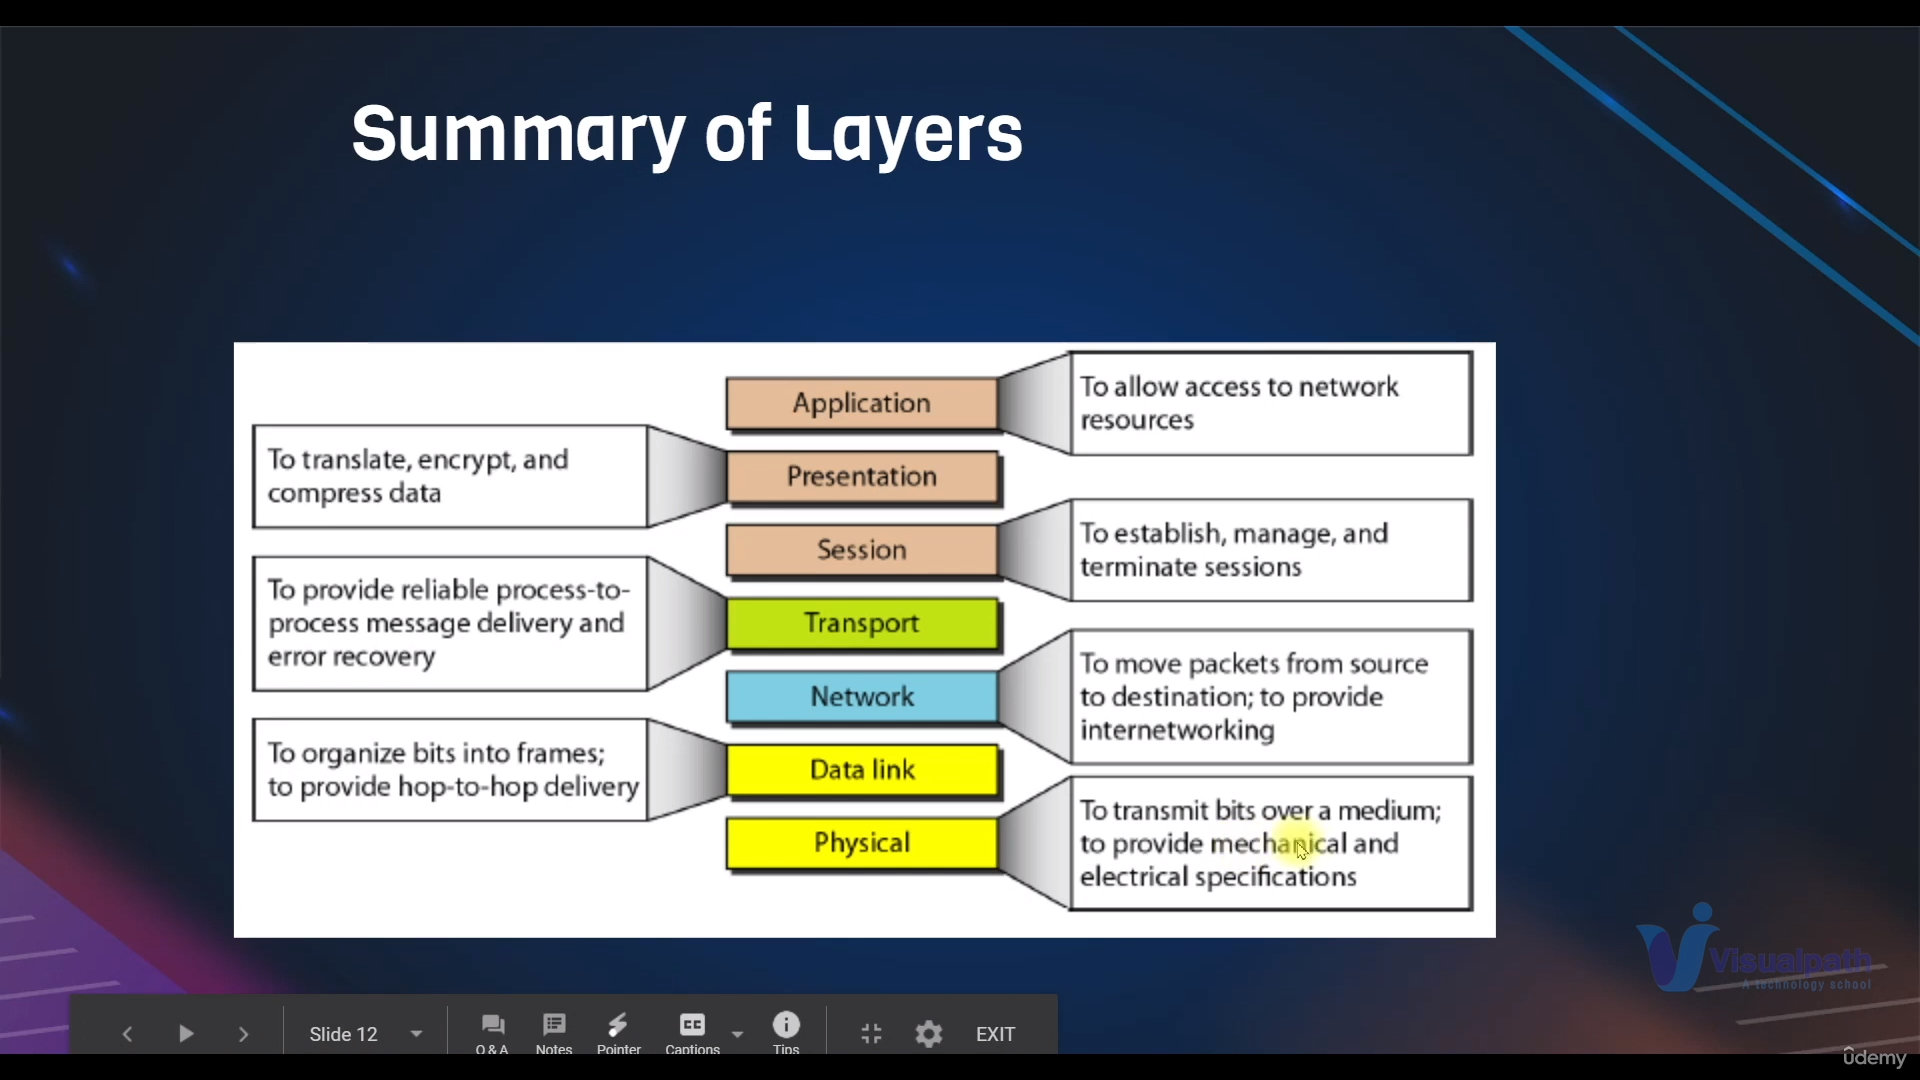 Summary of Layers
Application
To allow access to network
resources
To translate, encrypt, and
compress data
Presentation
Session
To establish, manage, and
terminate sessions
To provide reliable process-to-
process message delivery and
error recovery
Transport
Network
To move packets from source
to destination; to provide
internetworking
To organize bits into frames;
to provide hop-to-hop delivery
Data link
Physical
To transmit bits over a medium;
to provide mechanical and
electrical specifications
Visualpath
A technology school
Slide 12
Q & A
Notes
Pointer
CC
Captions
Tips
EXIT
ûdemy